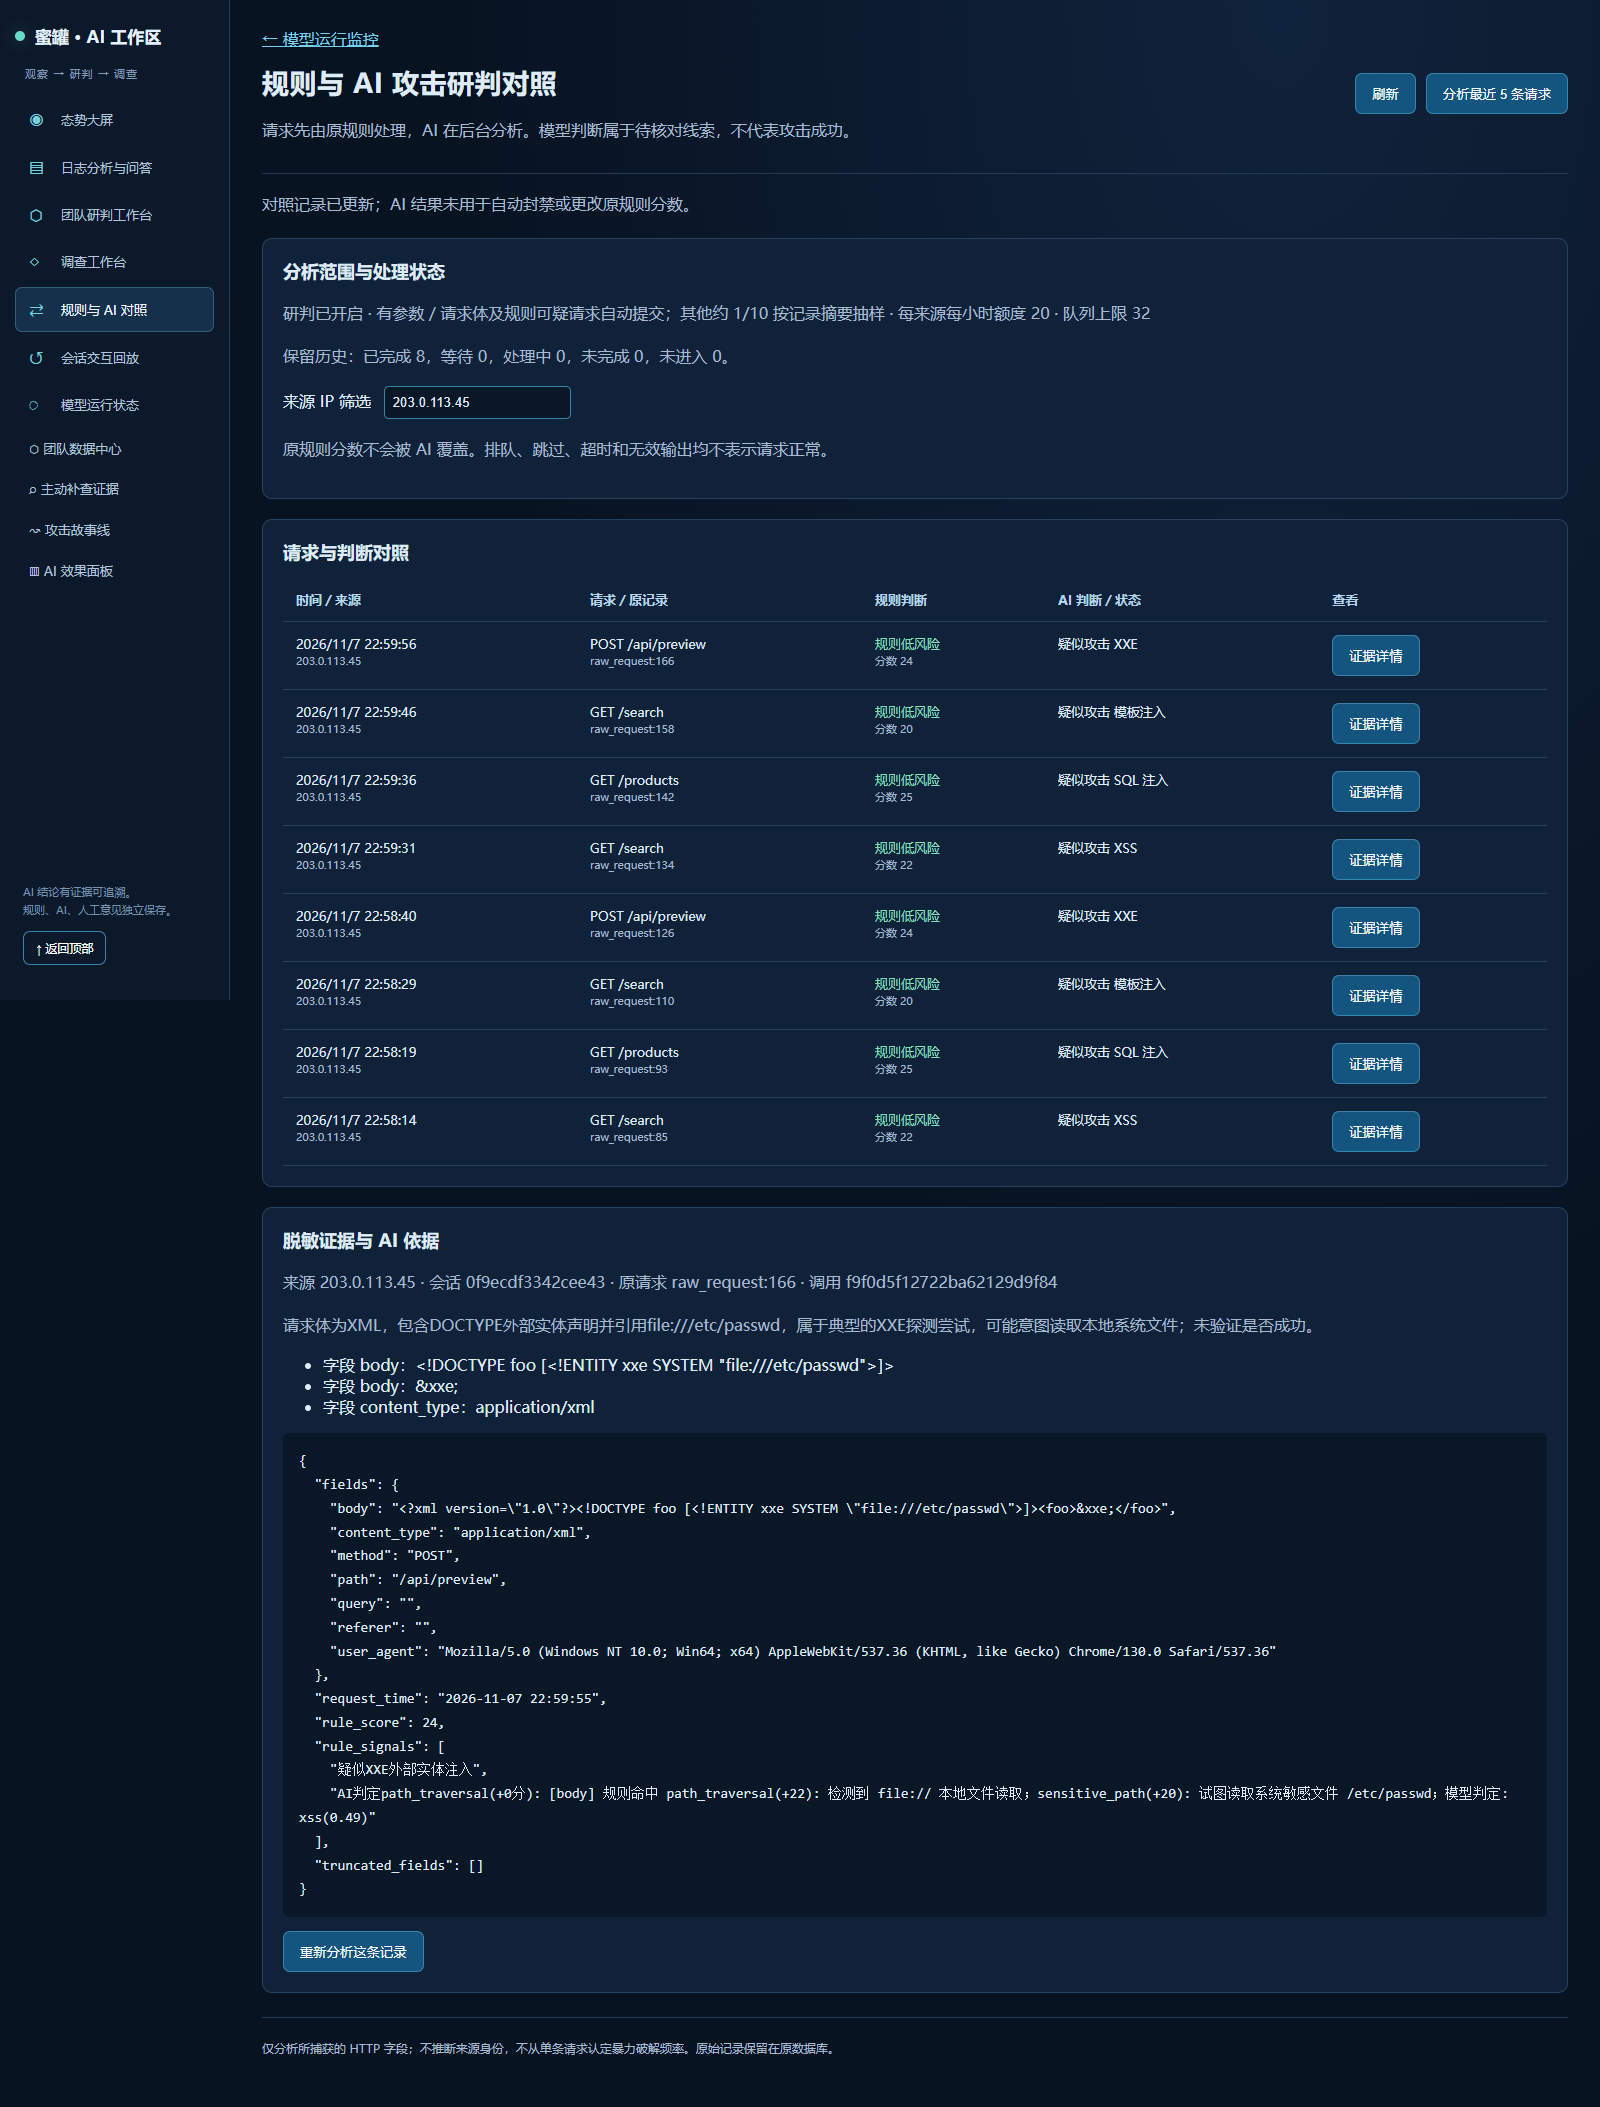 蜜罐 • AI 工作区
观察 → 研判 → 调查
态势大屏
日志分析与问答
团队研判工作台
调查工作台
规则与 AI 对照
会话交互回放
模型运行状态
团队数据中心
主动补查证据
攻击故事线
AI 效果面板
AI 结论有证据可追溯。
规则、AI、人工意见独立保存。
↑ 返回顶部
← 模型运行监控
规则与 AI 攻击研判对照
刷新
分析最近 5 条请求
请求先由原规则处理，AI 在后台分析。模型判断属于待核对线索，不代表攻击成功。
对照记录已更新；AI 结果未用于自动封禁或更改原规则分数。
分析范围与处理状态
研判已开启 · 有参数 / 请求体及规则可疑请求自动提交；其他约 1/10 按记录摘要抽样 · 每来源每小时额度 20 · 队列上限 32
保留历史：已完成 8，等待 0，处理中 0，未完成 0，未进入 0。
来源 IP 筛选 203.0.113.45
原规则分数不会被 AI 覆盖。排队、跳过、超时和无效输出均不表示请求正常。
请求与判断对照
时间 / 来源 请求 / 原记录 规则判断 AI 判断 / 状态 查看
2026/11/7 22:59:56 POST /api/preview 规则低风险 疑似攻击 XXE 证据详情
203.0.113.45 raw_request:166 分数 24
2026/11/7 22:59:46 GET /search 规则低风险 疑似攻击 模板注入 证据详情
203.0.113.45 raw_request:158 分数 20
2026/11/7 22:59:36 GET /products 规则低风险 疑似攻击 SQL 注入 证据详情
203.0.113.45 raw_request:142 分数 25
2026/11/7 22:59:31 GET /search 规则低风险 疑似攻击 XSS 证据详情
203.0.113.45 raw_request:134 分数 22
2026/11/7 22:58:40 POST /api/preview 规则低风险 疑似攻击 XXE 证据详情
203.0.113.45 raw_request:126 分数 24
2026/11/7 22:58:29 GET /search 规则低风险 疑似攻击 模板注入 证据详情
203.0.113.45 raw_request:110 分数 20
2026/11/7 22:58:19 GET /products 规则低风险 疑似攻击 SQL 注入 证据详情
203.0.113.45 raw_request:93 分数 25
2026/11/7 22:58:14 GET /search 规则低风险 疑似攻击 XSS 证据详情
203.0.113.45 raw_request:85 分数 22
脱敏证据与 AI 依据
来源 203.0.113.45 · 会话 0f9ecdf3342cee43 · 原请求 raw_request:166 · 调用 f9f0d5f12722ba62129d9f84
请求体为XML，包含DOCTYPE外部实体声明并引用file:///etc/passwd，属于典型的XXE探测尝试，可能意图读取本地系统文件；未验证是否成功。
• 字段 body：<!DOCTYPE foo [<!ENTITY xxe SYSTEM "file:///etc/passwd">]>
• 字段 body：&xxe;
• 字段 content_type：application/xml
{
"fields": {
"body": "<?xml version=\"1.0\"?><!DOCTYPE foo [<!ENTITY xxe SYSTEM \"file:///etc/passwd\">]><foo>&xxe;</foo>",
"content_type": "application/xml",
"method": "POST",
"path": "/api/preview",
"query": "",
"referer": "",
"user_agent": "Mozilla/5.0 (Windows NT 10.0; Win64; x64) AppleWebKit/537.36 (KHTML, like Gecko) Chrome/130.0 Safari/537.36"
},
"request_time": "2026-11-07 22:59:55",
"rule_score": 24,
"rule_signals": [
"疑似XXE外部实体注入",
"AI判定path_traversal(+0分): [body] 规则命中 path_traversal(+22): 检测到 file:// 本地文件读取；sensitive_path(+20): 试图读取系统敏感文件 /etc/passwd；模型判定:
xss(0.49)"
],
"truncated_fields": []
}
重新分析这条记录
仅分析所捕获的 HTTP 字段；不推断来源身份，不从单条请求认定暴力破解频率。原始记录保留在原数据库。